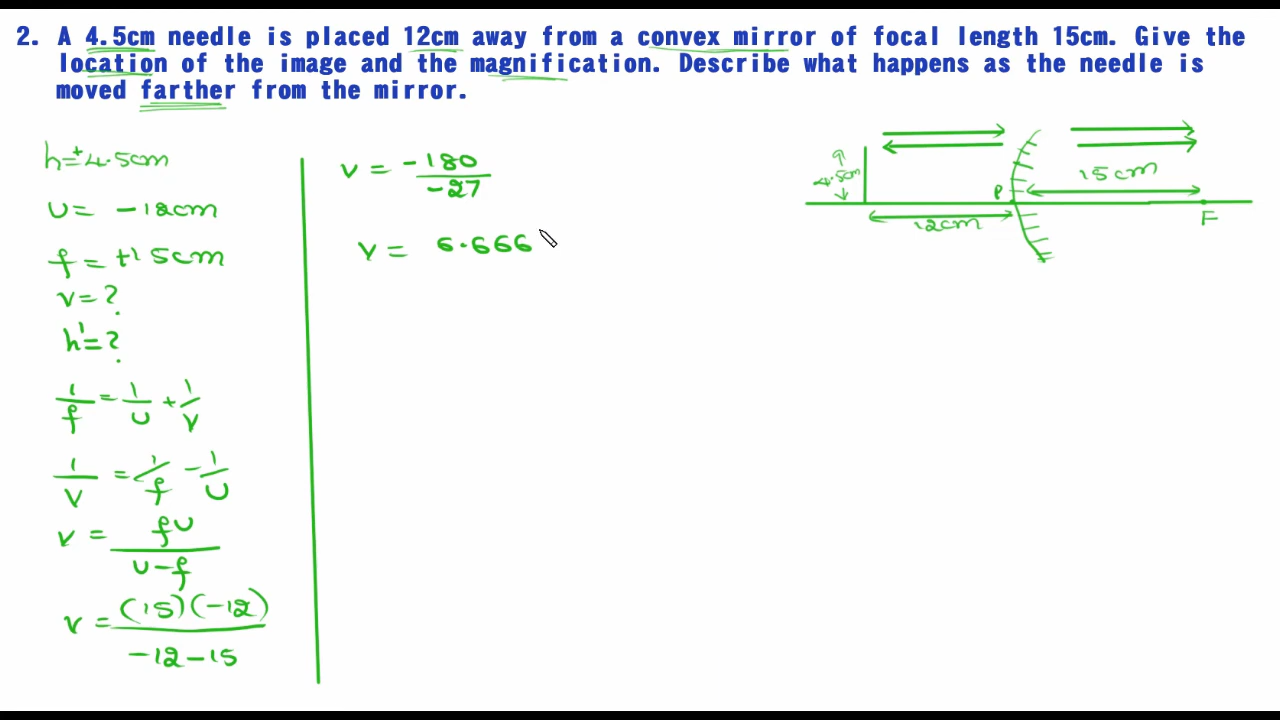 2. A 4.5cm needle is placed 12cm away from a convex mirror of focal length 15cm. Give the
location of the image and the magnification. Describe what happens as the needle is
moved farther from the mirror.
h=+4.5cm
u= -12cm
f= +15cm
v=?
h'=?
1/f = 1/u + 1/v
1/v = 1/f - 1/u
v = fu/u-f
v = (15)(-12)/-12-15
v = -180/-27
v = 6.666
4.5cm
P
15cm
12cm
F